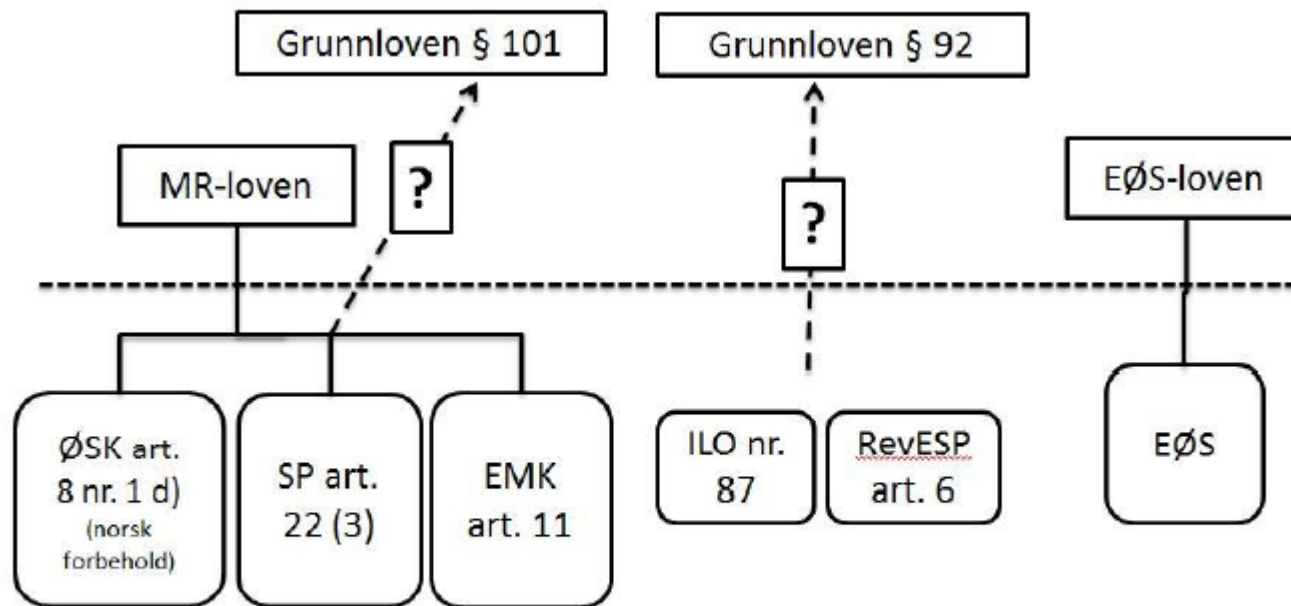 Grunnloven § 101
Grunnloven § 92
MR-loven
?
?
EØS-loven
ØSK art.
8 nr. 1 d)
(norsk
forbehold)
SP art.
22 (3)
EMK
art. 11
ILO nr.
87
RevESP
art. 6
EØS